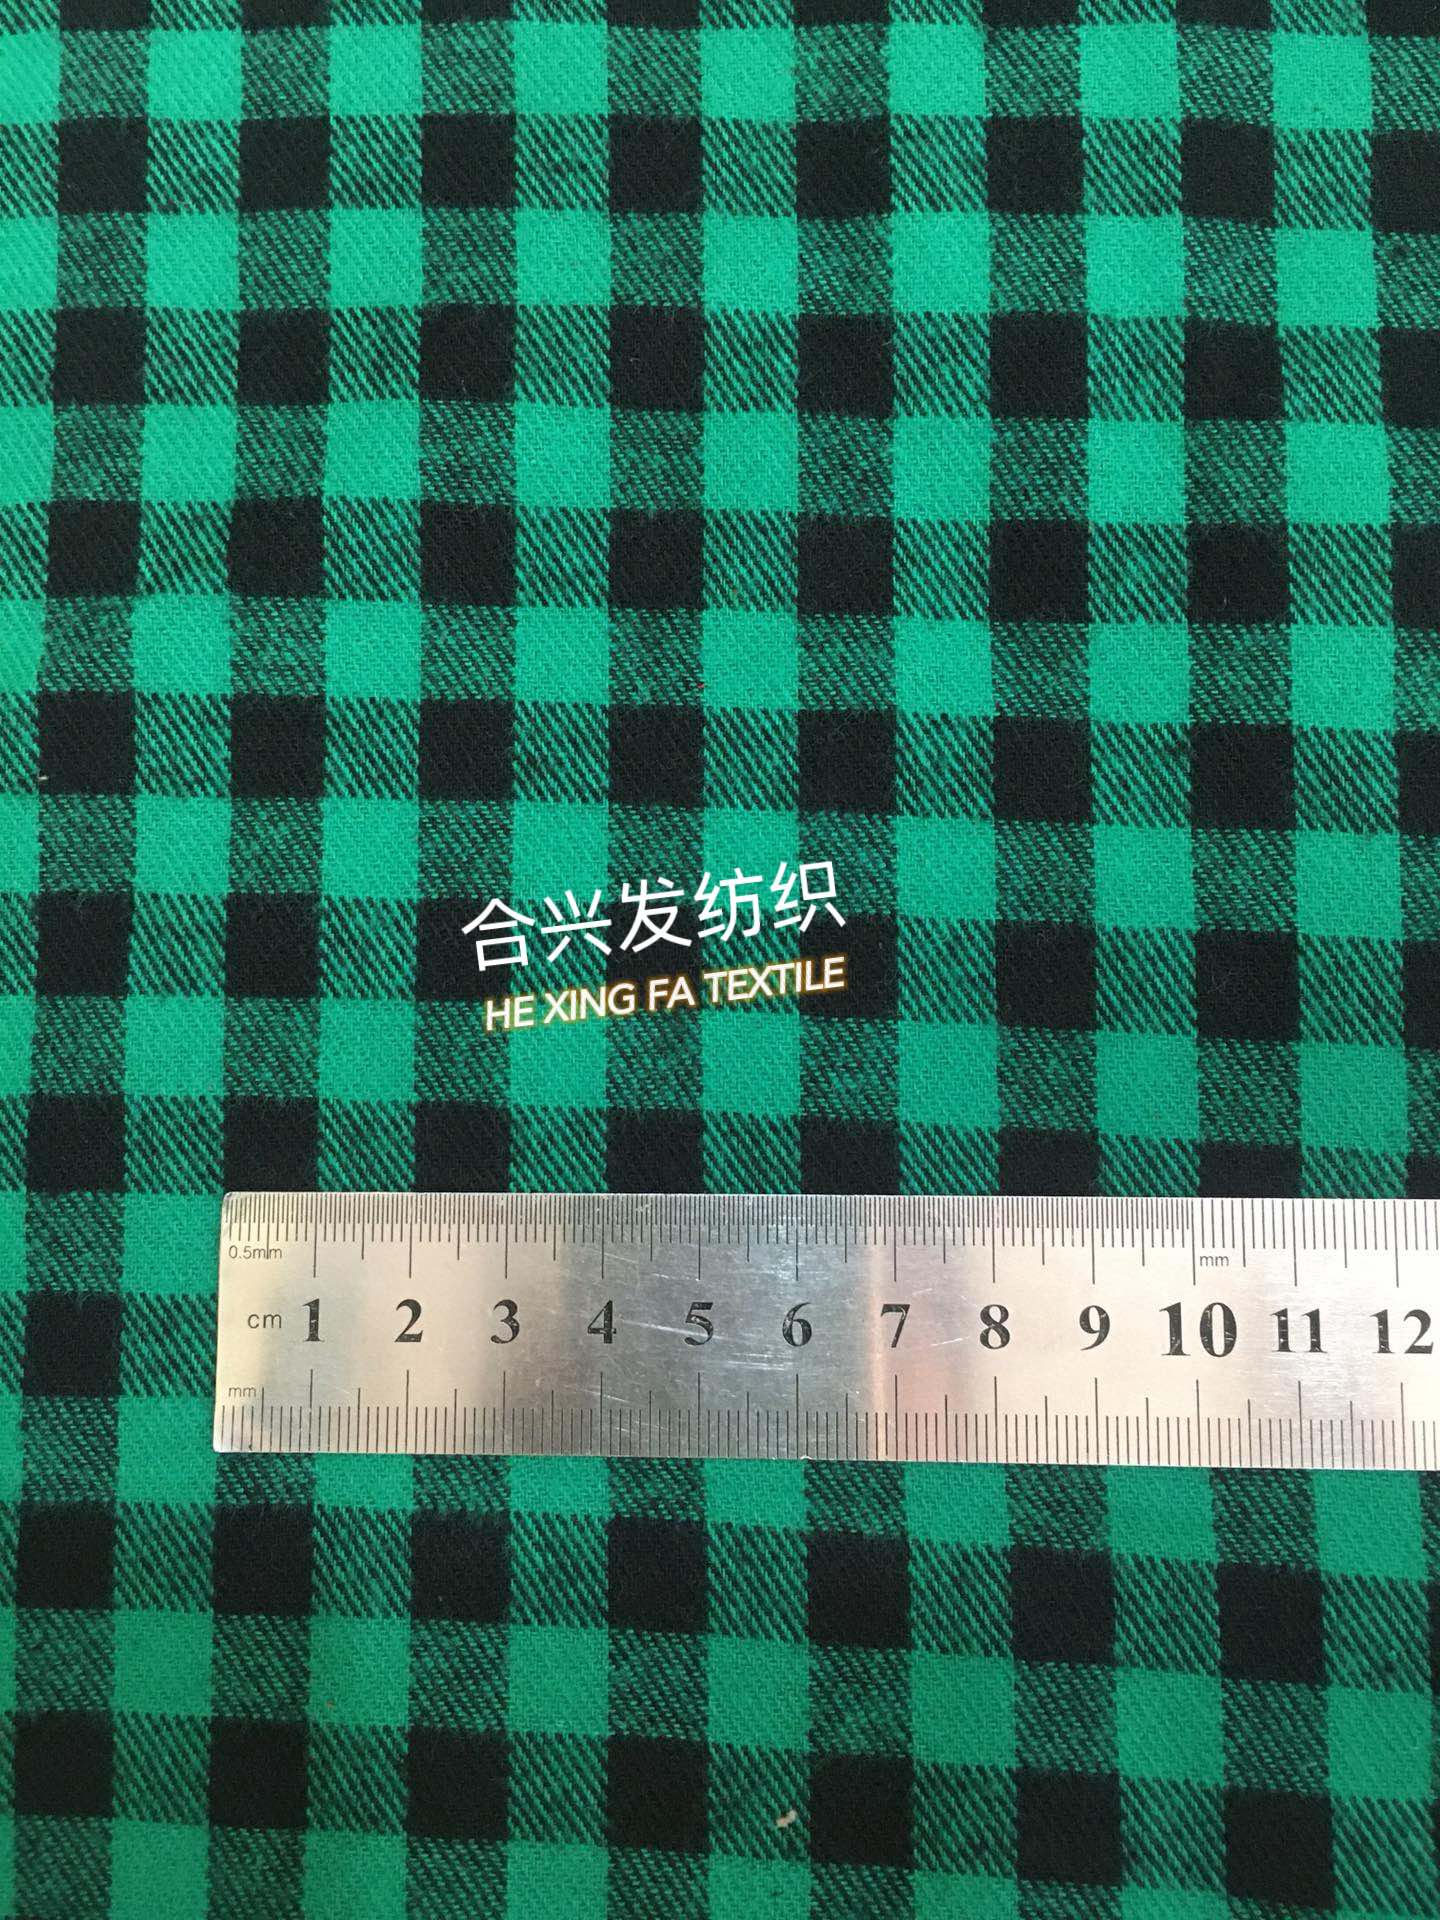 合兴发纺织
HE XING FA TEXTILE
0.5mm
mm
cm 1 2 3 4 5 6 7 8 9 10 11 12
mm